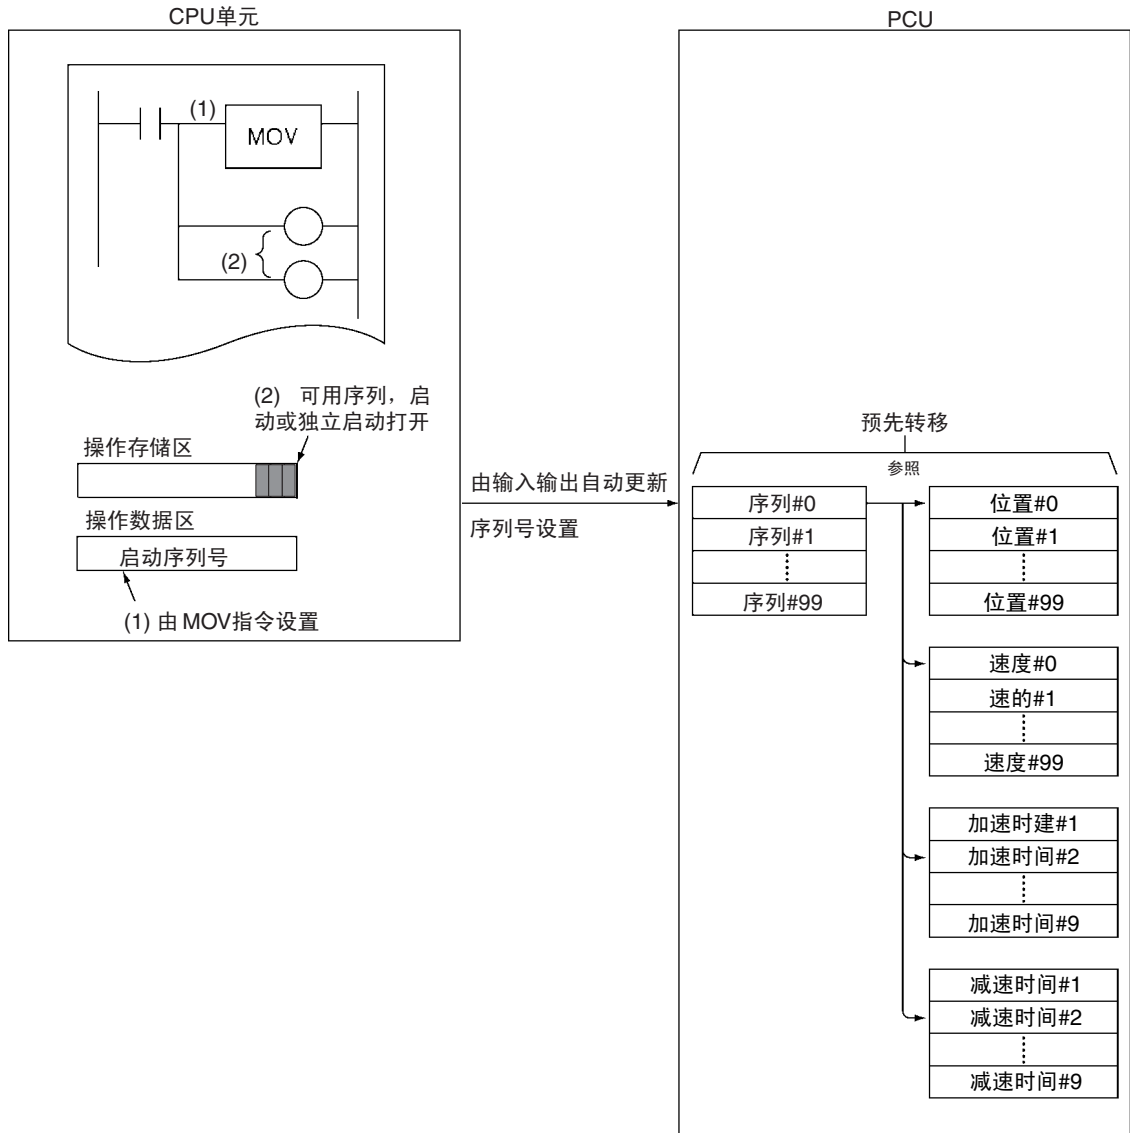 CPU单元
(1)
MOV
(2)
(2) 可用序列，启
动或独立启动打开
操作存储区
操作数据区
启动序列号
(1) 由 MOV指令设置
由输入输出自动更新
序列号设置
PCU
预先转移
参照
序列#0
序列#1
序列#99
位置#0
位置#1
位置#99
速度#0
速的#1
速度#99
加速时建#1
加速时间#2
加速时间#9
减速时间#1
减速时间#2
减速时间#9